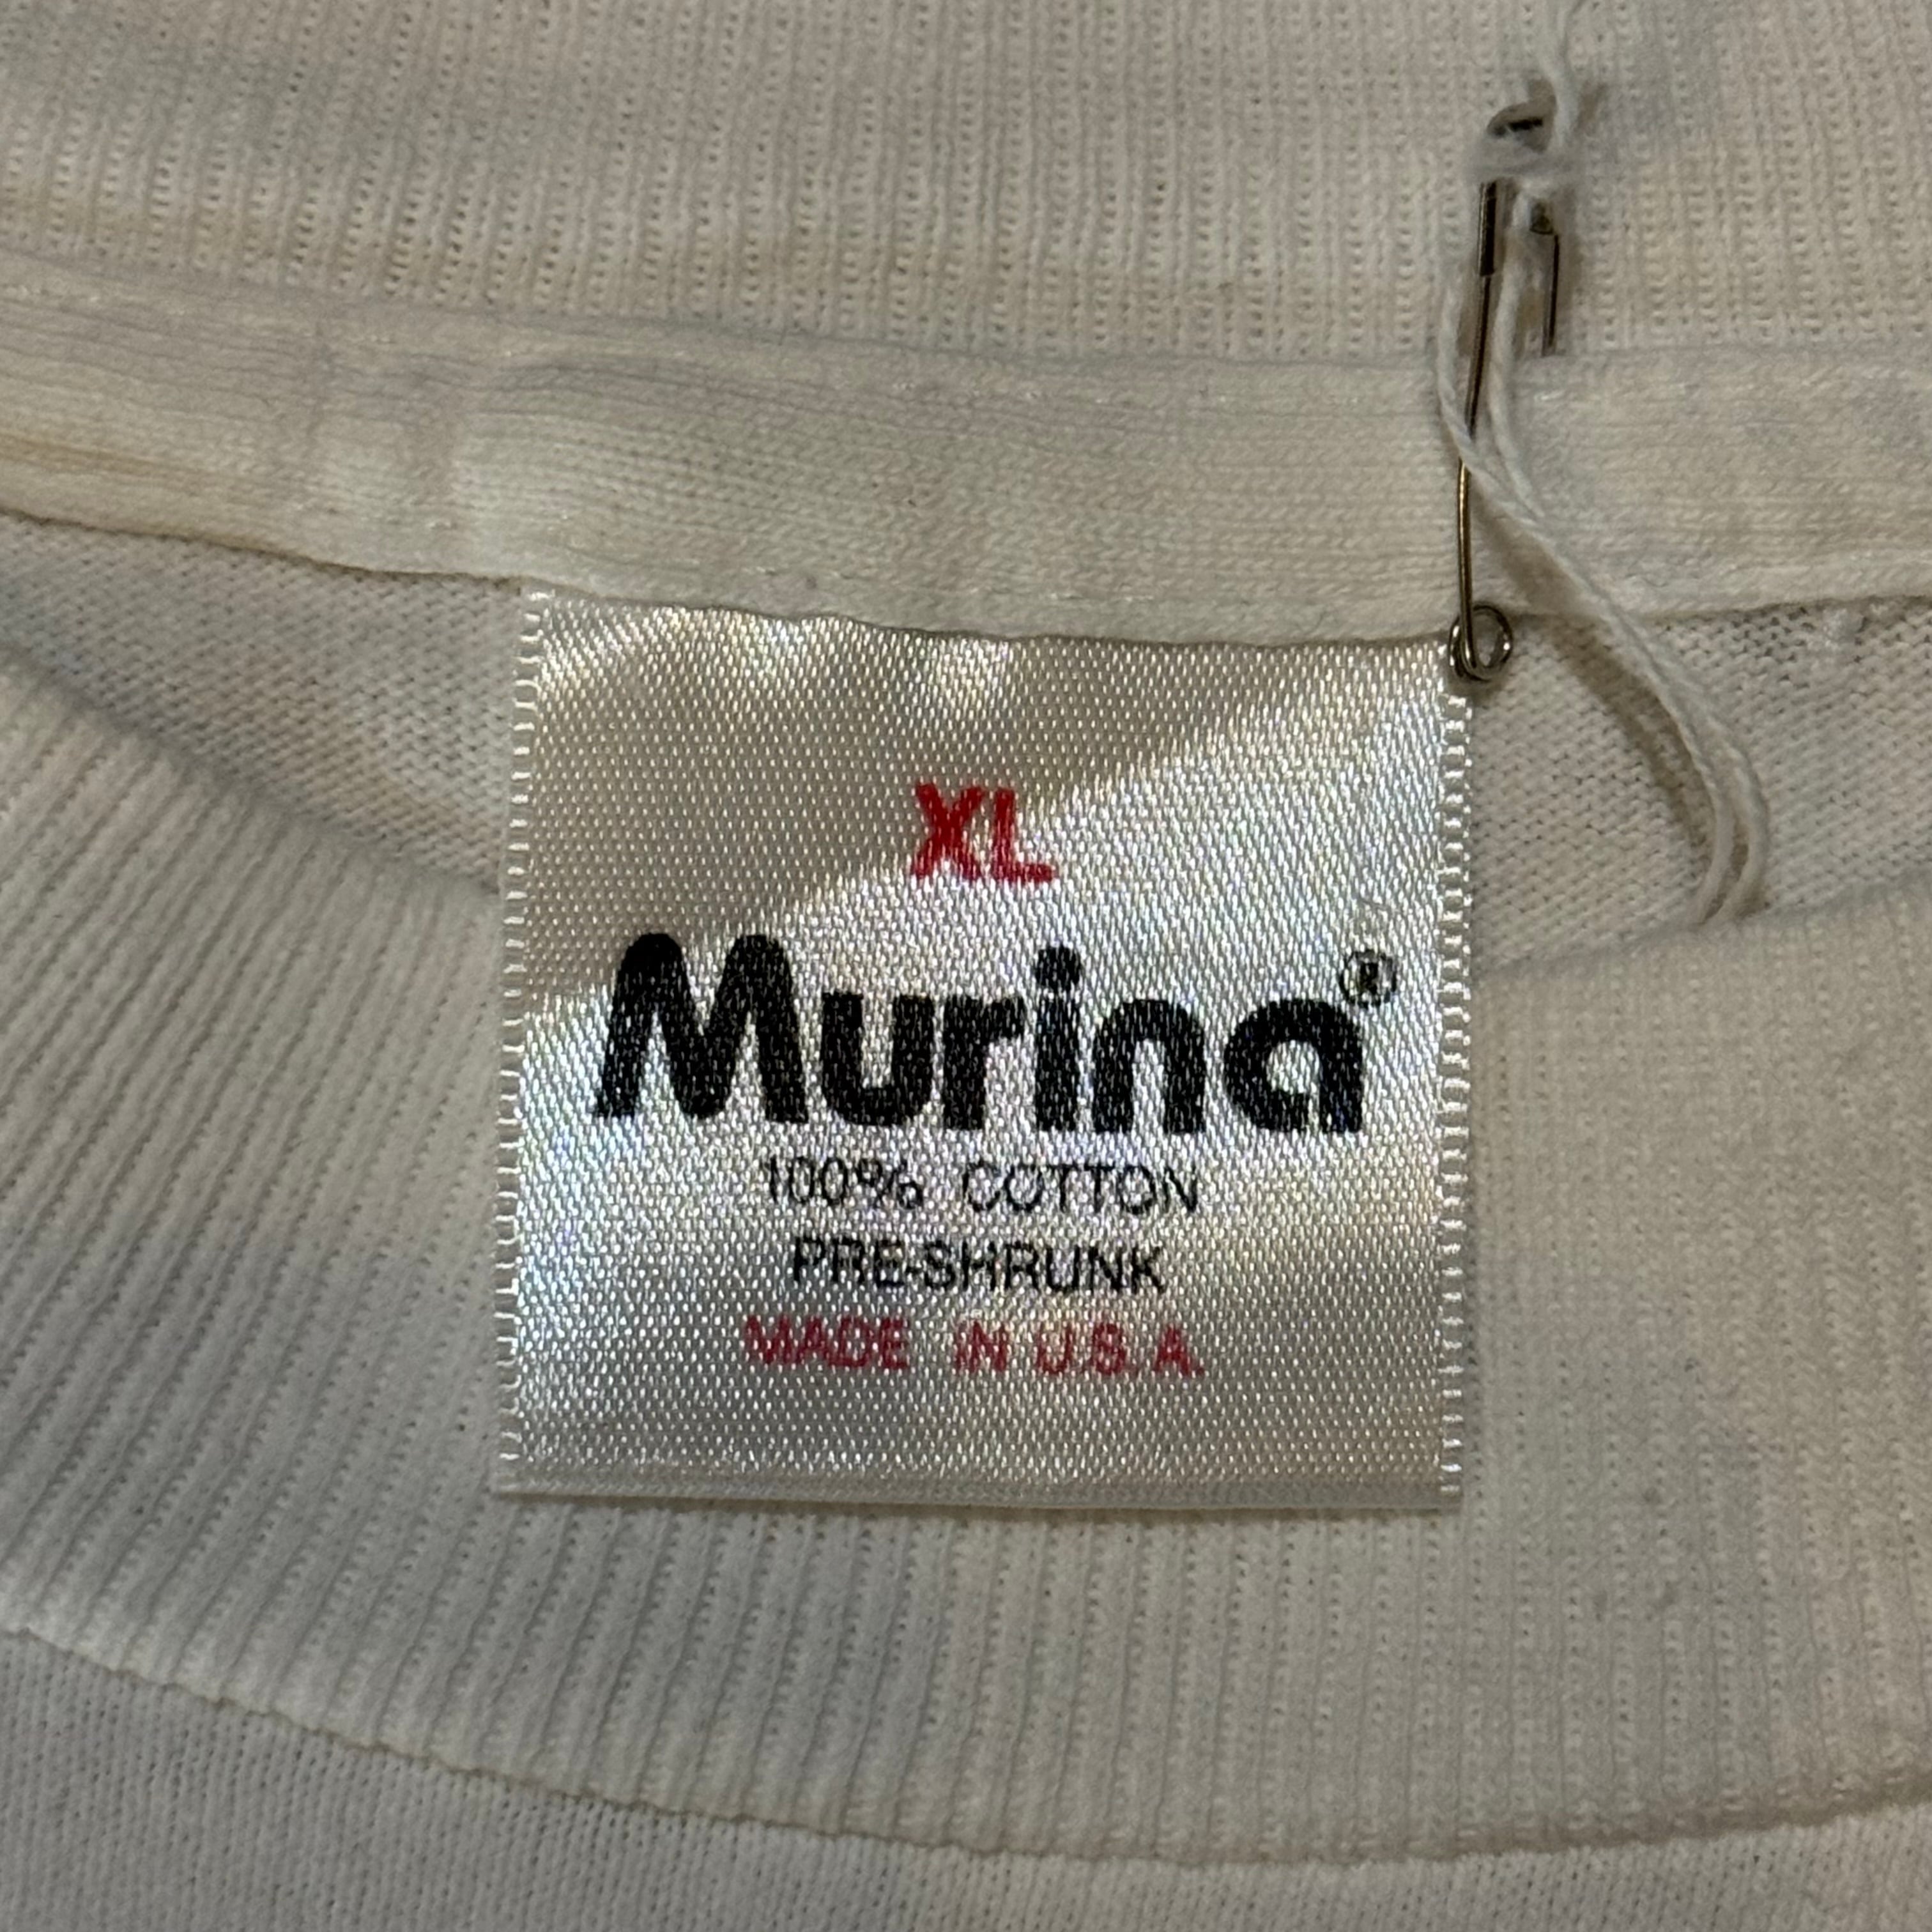 XL
Murina®
100% COTTON
PRE-SHRUNK
MADE IN U.S.A.